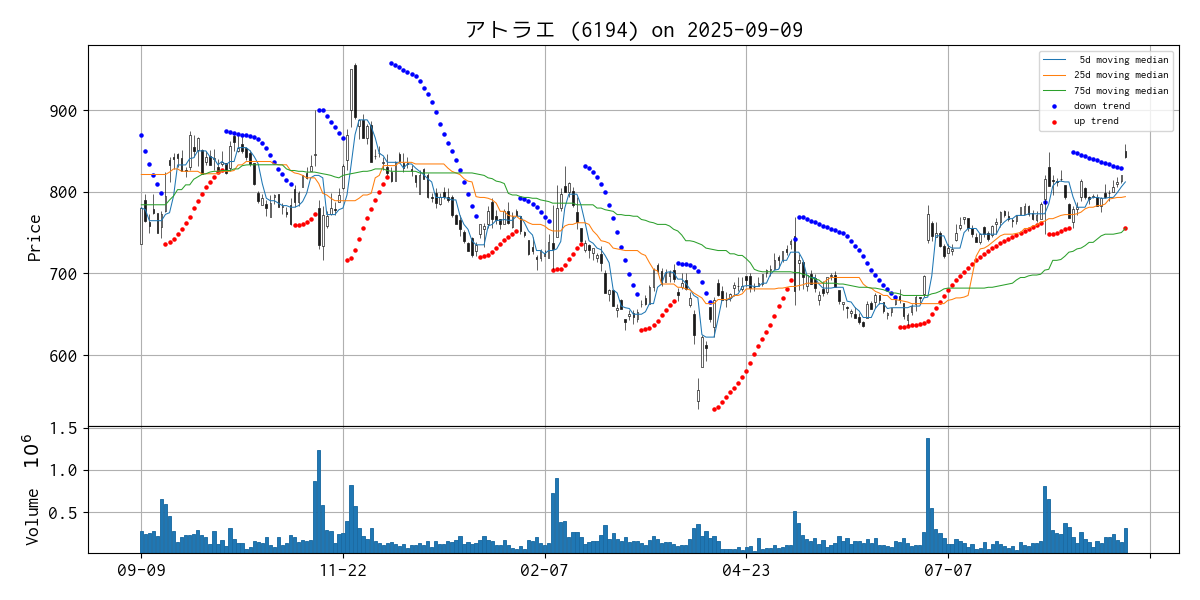 アトラエ (6194) on 2025-09-09
5d moving median
25d moving median
75d moving median
down trend
up trend
900
800
700
600
Price
1.5
1.0
0.5
Volume 10^6
09-09
11-22
02-07
04-23
07-07